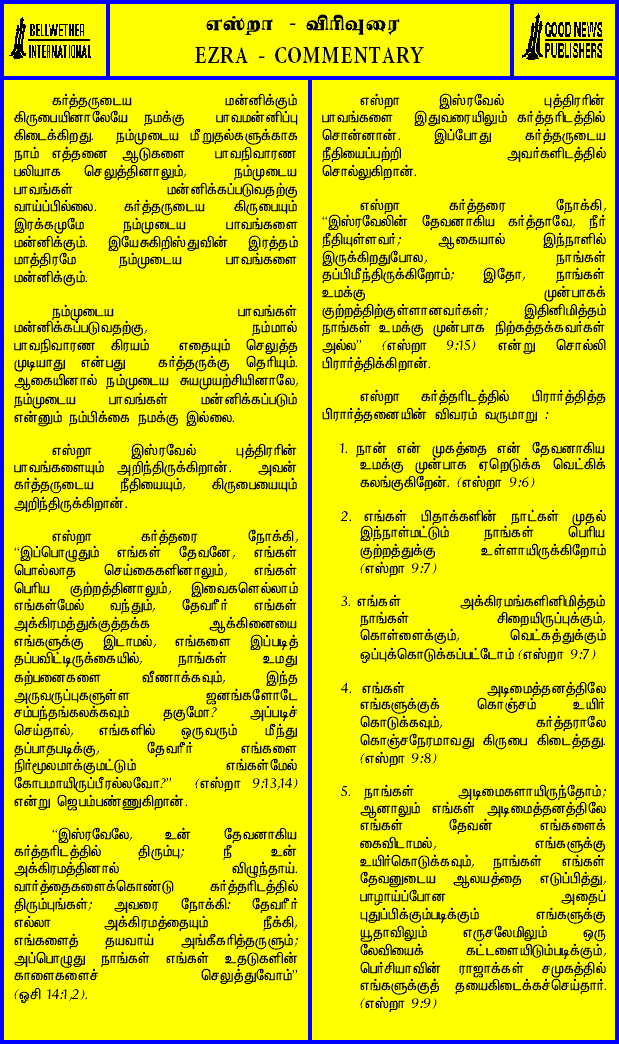 BELLWETHER
INTERNATIONAL
எஸ்றா - விரிவுரை
EZRA - COMMENTARY
GOOD NEWS
PUBLISHERS
கர்த்தருடைய மன்னிக்கும்
கிருபையினாலேயே நமக்கு பாவமன்னிப்பு
கிடைக்கிறது. நம்முடைய மீறுதல்களுக்காக
நாம் எத்தனை ஆடுகளை பாவநிவாரண
பலியாக செலுத்தினாலும், நம்முடைய
பாவங்கள் மன்னிக்கப்படுவதற்கு
வாய்ப்பில்லை. கர்த்தருடைய கிருபையும்
இரக்கமுமே நம்முடைய பாவங்களை
மன்னிக்கும். இயேசுகிறிஸ்துவின் இரத்தம்
மாத்திரமே நம்முடைய பாவங்களை
மன்னிக்கும்.
நம்முடைய பாவங்கள்
மன்னிக்கப்படுவதற்கு, நம்மால்
பாவநிவாரண கிரயம் எதையும் செலுத்த
முடியாது என்பது கர்த்தருக்கு தெரியும்.
ஆகையினால் நம்முடைய சுயமுயற்சியினாலே,
நம்முடைய பாவங்கள் மன்னிக்கப்படும்
என்னும் நம்பிக்கை நமக்கு இல்லை.
எஸ்றா இஸ்ரவேல் புத்திரரின்
பாவங்களையும் அறிந்திருக்கிறான். அவன்
கர்த்தருடைய நீதியையும், கிருபையையும்
அறிந்திருக்கிறான்.
எஸ்றா கர்த்தரை நோக்கி,
“இப்பொழுதும் எங்கள் தேவனே, எங்கள்
பொல்லாத செய்கைகளினாலும், எங்கள்
பெரிய குற்றத்தினாலும், இவைகளெல்லாம்
எங்கள்மேல் வந்தும், தேவரீர் எங்கள்
அக்கிரமத்துக்குத்தக்க ஆக்கினையை
எங்களுக்கு இடாமல், எங்களை இப்படித்
தப்பவிட்டிருக்கையில், நாங்கள் உமது
கற்பனைகளை வீணாக்கவும், இந்த
அருவருப்புகளுள்ள ஜனங்களோடே
சம்பந்தங்கலக்கவும் தகுமோ? அப்படிச்
செய்தால், எங்களில் ஒருவரும் மீந்து
தப்பாதபடிக்கு, தேவரீர் எங்களை
நிர்மூலமாக்குமட்டும் எங்கள்மேல்
கோபமாயிருப்பீரல்லவோ?” (எஸ்றா 9:13,14)
என்று ஜெபம்பண்ணுகிறான்.
“இஸ்ரவேலே, உன் தேவனாகிய
கர்த்தரிடத்தில் திரும்பு; நீ உன்
அக்கிரமத்தினால் விழுந்தாய்.
வார்த்தைகளைக்கொண்டு கர்த்தரிடத்தில்
திரும்புங்கள்; அவரை நோக்கி: தேவரீர்
எல்லா அக்கிரமத்தையும் நீக்கி,
எங்களைத் தயவாய் அங்கீகரித்தருளும்;
அப்பொழுது நாங்கள் எங்கள் உதடுகளின்
காளைகளைச் செலுத்துவோம்”
(ஓசி 14:1,2).
எஸ்றா இஸ்ரவேல் புத்திரரின்
பாவங்களை இதுவரையிலும் கர்த்தரிடத்தில்
சொன்னான். இப்போது கர்த்தருடைய
நீதியைப்பற்றி அவர்களிடத்தில்
சொல்லுகிறான்.
எஸ்றா கர்த்தரை நோக்கி,
“இஸ்ரவேலின் தேவனாகிய கர்த்தாவே, நீர்
நீதியுள்ளவர்; ஆகையால் இந்நாளில்
இருக்கிறதுபோல, நாங்கள்
தப்பிமீந்திருக்கிறோம்; இதோ, நாங்கள்
உமக்கு முன்பாகக்
குற்றத்திற்குள்ளானவர்கள்; இதினிமித்தம்
நாங்கள் உமக்கு முன்பாக நிற்கத்தக்கவர்கள்
அல்ல” (எஸ்றா 9:15) என்று சொல்லி
பிரார்த்திக்கிறான்.
எஸ்றா கர்த்தரிடத்தில் பிரார்த்தித்த
பிரார்த்தனையின் விவரம் வருமாறு :
1. நான் என் முகத்தை என் தேவனாகிய
உமக்கு முன்பாக ஏறெடுக்க வெட்கிக்
கலங்குகிறேன். (எஸ்றா 9:6)
2. எங்கள் பிதாக்களின் நாட்கள் முதல்
இந்நாள்மட்டும் நாங்கள் பெரிய
குற்றத்துக்கு உள்ளாயிருக்கிறோம்
(எஸ்றா 9:7)
3. எங்கள் அக்கிரமங்களினிமித்தம்
நாங்கள் சிறையிருப்புக்கும்,
கொள்ளைக்கும், வெட்கத்துக்கும்
ஒப்புக்கொடுக்கப்பட்டோம் (எஸ்றா 9:7)
4. எங்கள் அடிமைத்தனத்திலே
எங்களுக்குக் கொஞ்சம் உயிர்
கொடுக்கவும், கர்த்தராலே
கொஞ்சநேரமாவது கிருபை கிடைத்தது.
(எஸ்றா 9:8)
5. நாங்கள் அடிமைகளாயிருந்தோம்;
ஆனாலும் எங்கள் அடிமைத்தனத்திலே
எங்கள் தேவன் எங்களைக்
கைவிடாமல், எங்களுக்கு
உயிர்கொடுக்கவும், நாங்கள் எங்கள்
தேவனுடைய ஆலயத்தை எடுப்பித்து,
பாழாய்ப்போன அதைப்
புதுப்பிக்கும்படிக்கும் எங்களுக்கு
யூதாவிலும் எருசலேமிலும் ஒரு
லேவியைக் கட்டளையிடும்படிக்கும்,
பெர்சியாவின் ராஜாக்கள் சமுகத்தில்
எங்களுக்குத் தயைகிடைக்கச்செய்தார்.
(எஸ்றா 9:9)